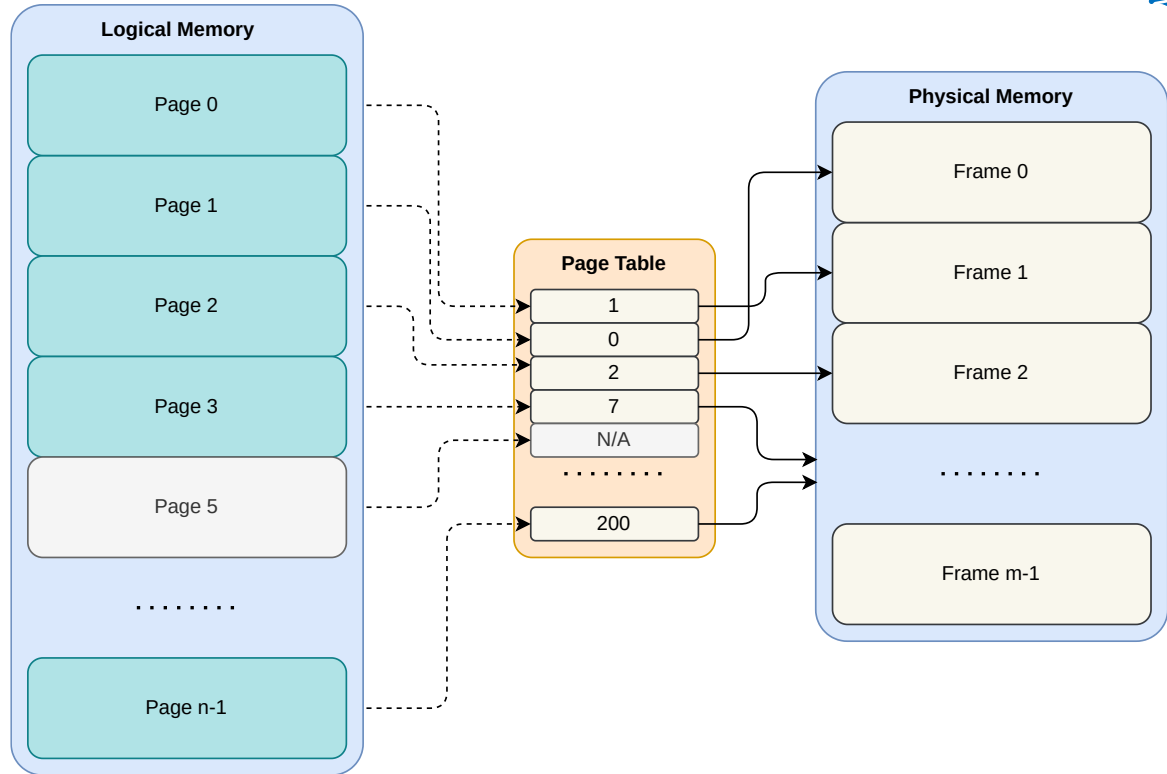 Logical Memory
Page 0
Page 1
Page 2
Page 3
Page 5
........
Page n-1
Page Table
1
0
2
7
N/A
........
200
Physical Memory
Frame 0
Frame 1
Frame 2
........
Frame m-1